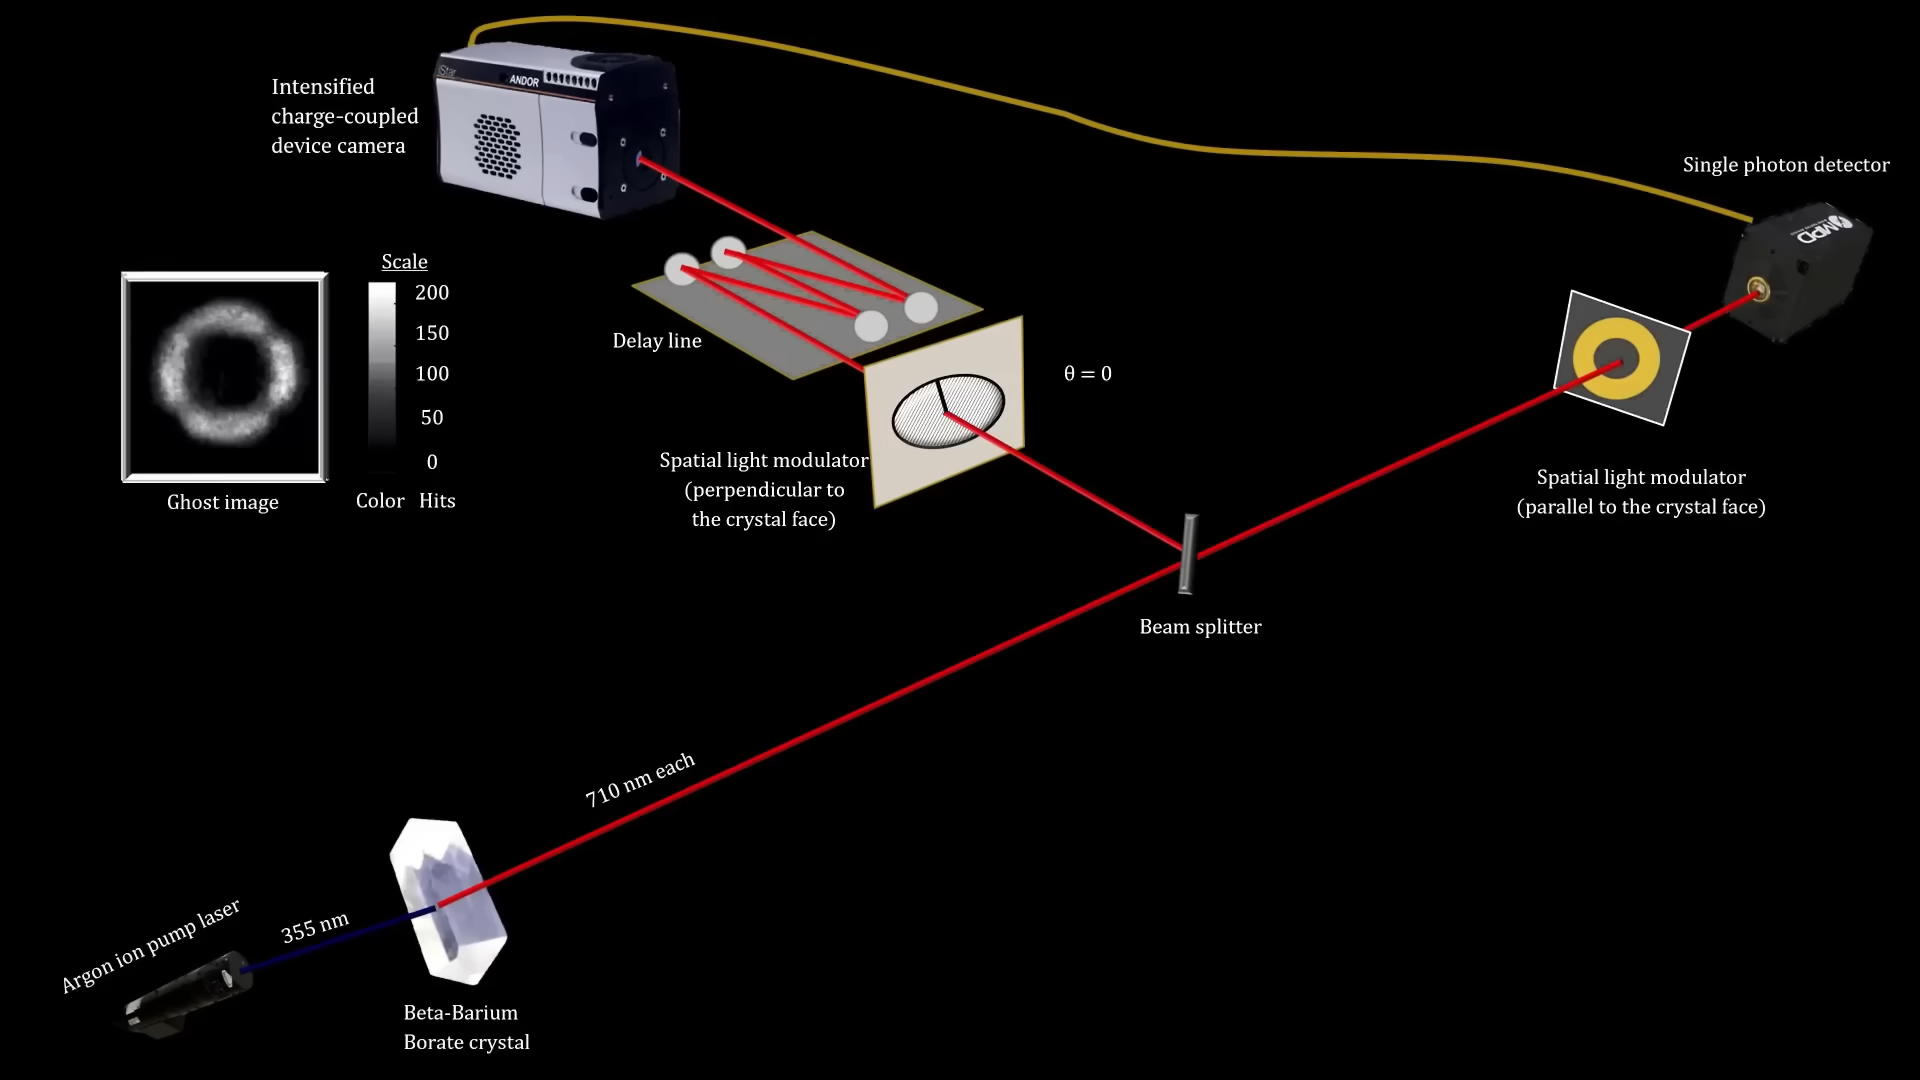 Intensified
charge-coupled
device camera
iStar
ANDOR
Single photon detector
MPD
Scale
200
150
100
50
0
Color Hits
Ghost image
Delay line
θ = 0
Spatial light modulator
(perpendicular to
the crystal face)
Spatial light modulator
(parallel to the crystal face)
Beam splitter
710 nm each
355 nm
Argon ion pump laser
Beta-Barium
Borate crystal